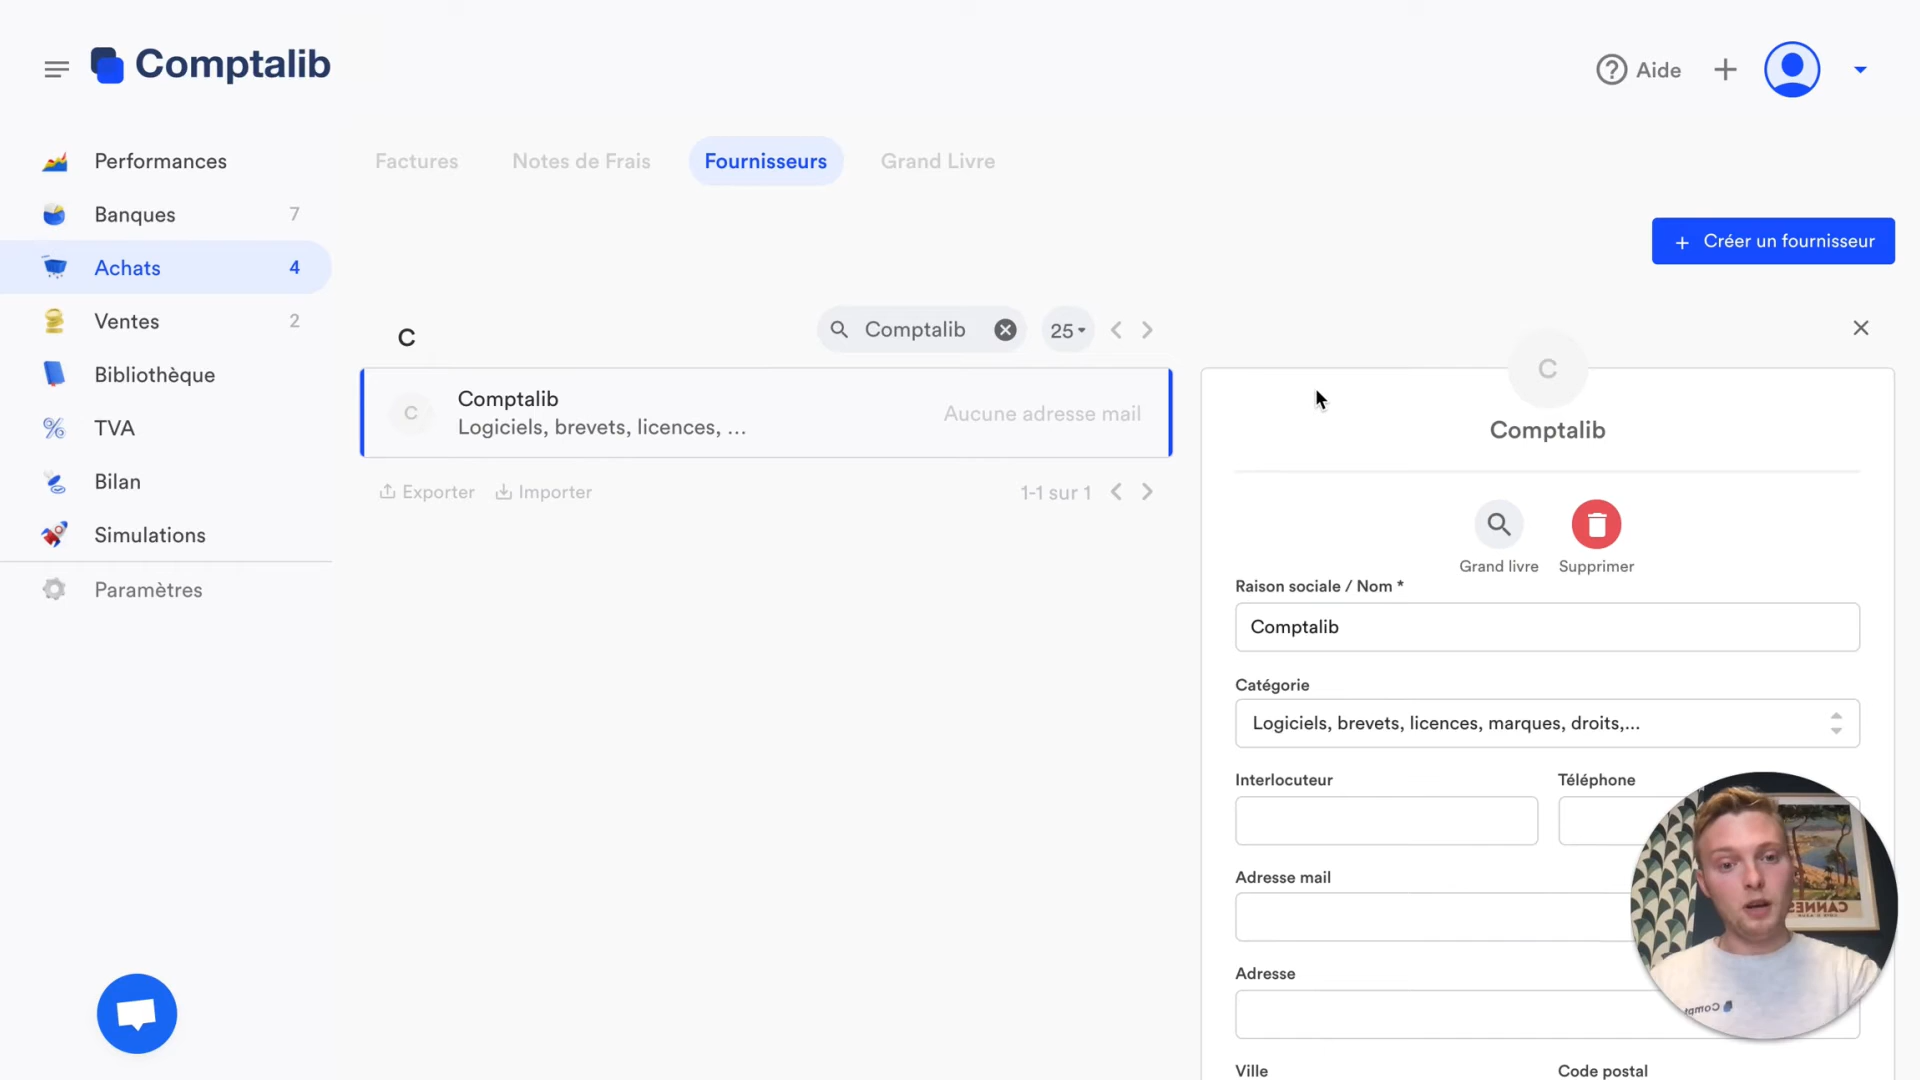 Comptalib
Aide
Performances
Banques 7
Achats 4
Ventes 2
Bibliothèque
TVA
Bilan
Simulations
Paramètres
Factures Notes de Frais Fournisseurs Grand Livre
+ Créer un fournisseur
C
Comptalib
25
C
Comptalib
Logiciels, brevets, licences, ...
Aucune adresse mail
Exporter Importer
1-1 sur 1
C
Comptalib
Grand livre Supprimer
Raison sociale / Nom *
Comptalib
Catégorie
Logiciels, brevets, licences, marques, droits,...
Interlocuteur Téléphone
Adresse mail
Adresse
Ville Code postal
CANNES
Compt